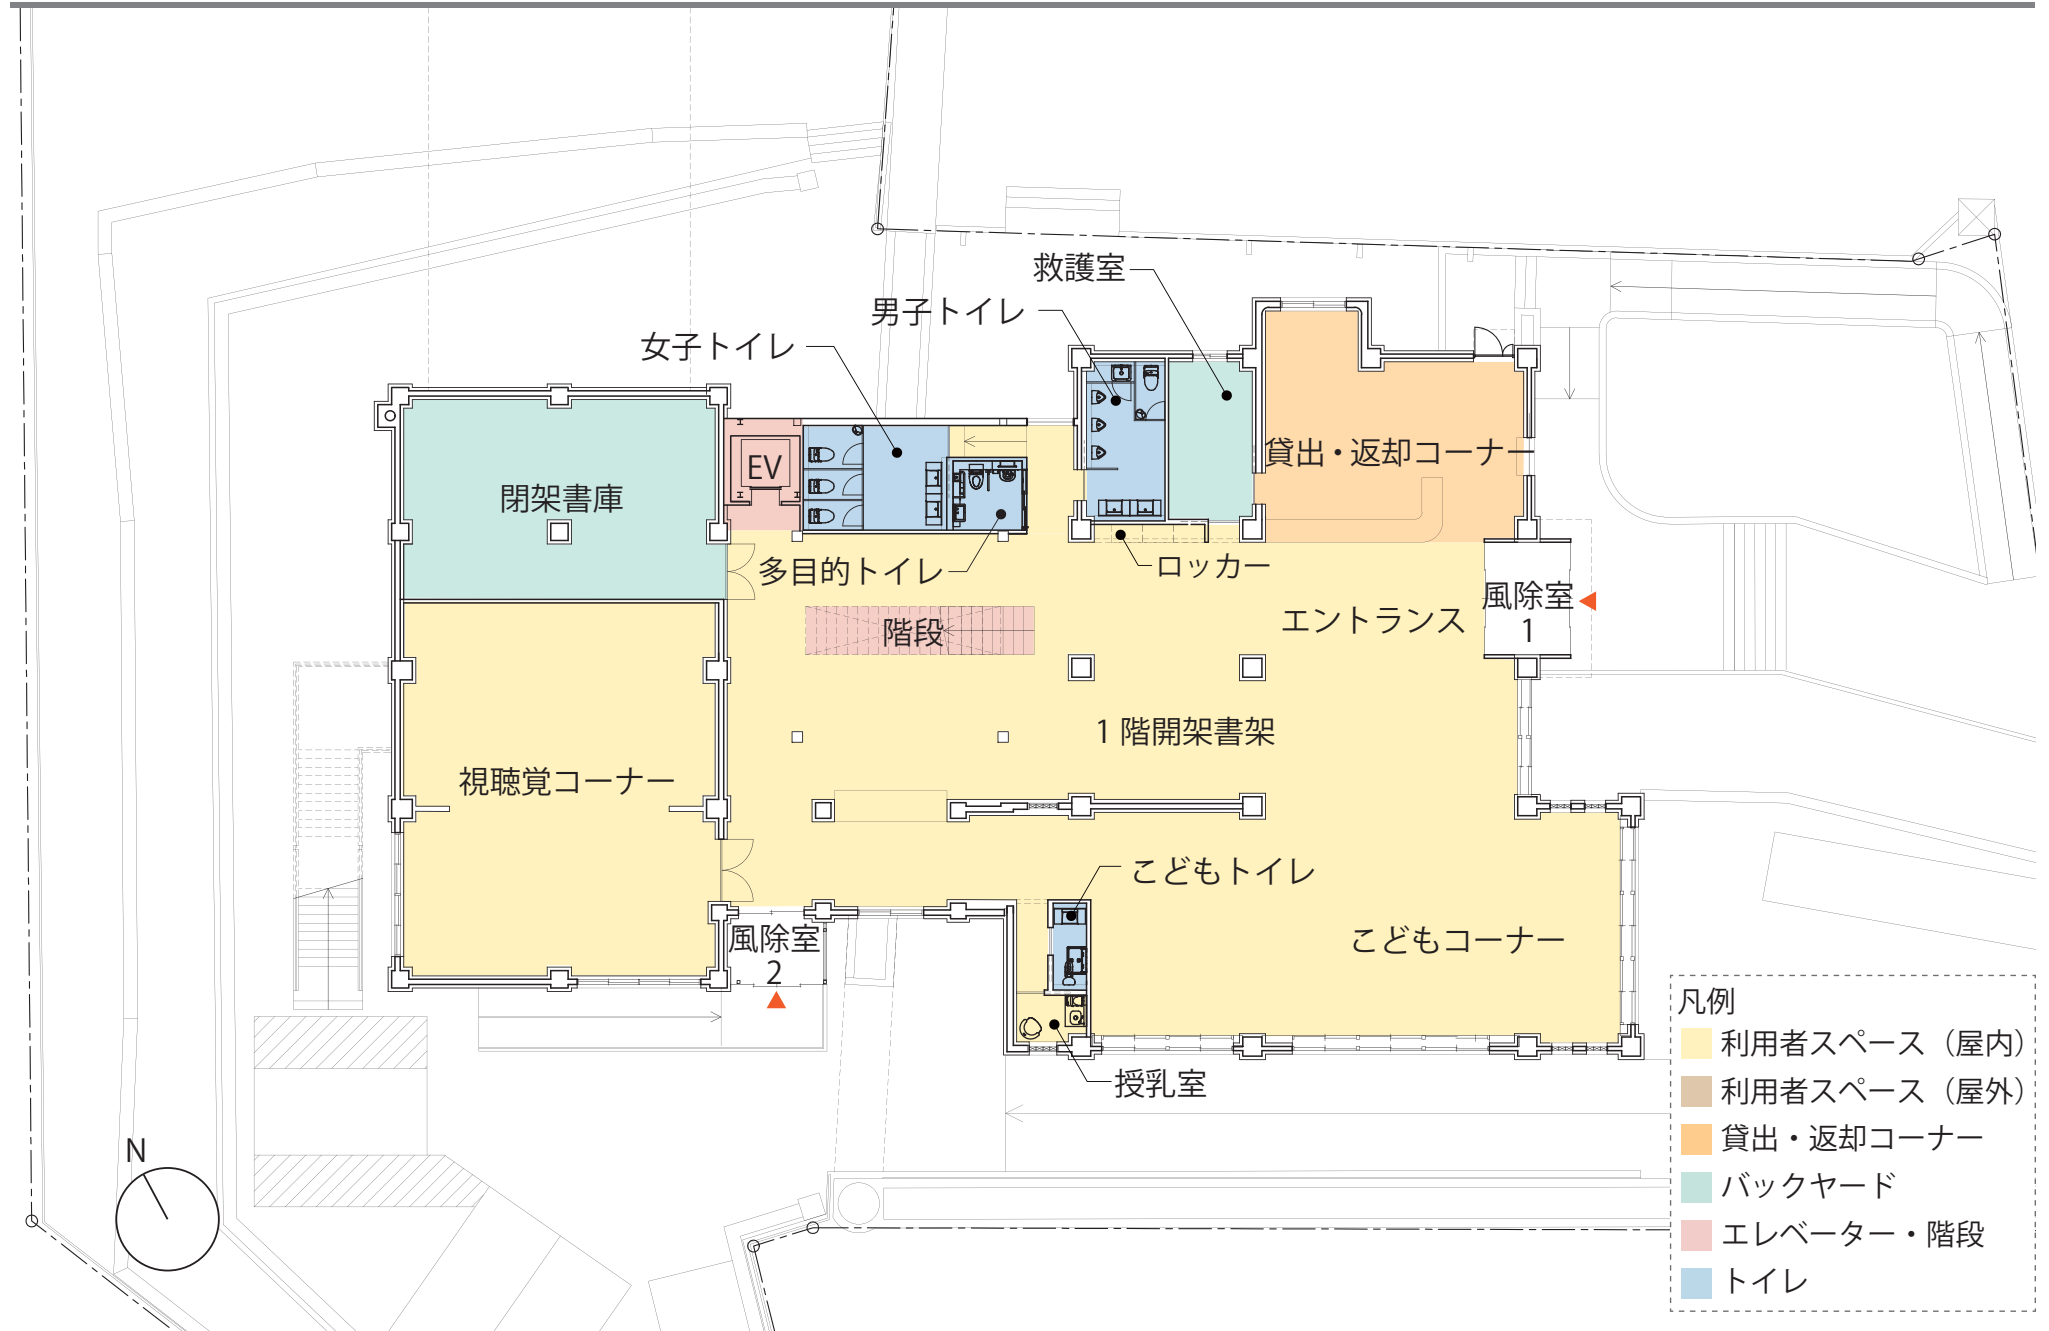 救護室
男子トイレ
女子トイレ
貸出・返却コーナー
EV
閉架書庫
多目的トイレ
ロッカー
風除室
1
エントランス
階段
1 階開架書架
視聴覚コーナー
こどもトイレ
風除室
2
こどもコーナー
授乳室
N
凡例
利用者スペース（屋内）
利用者スペース（屋外）
貸出・返却コーナー
バックヤード
エレベーター・階段
トイレ